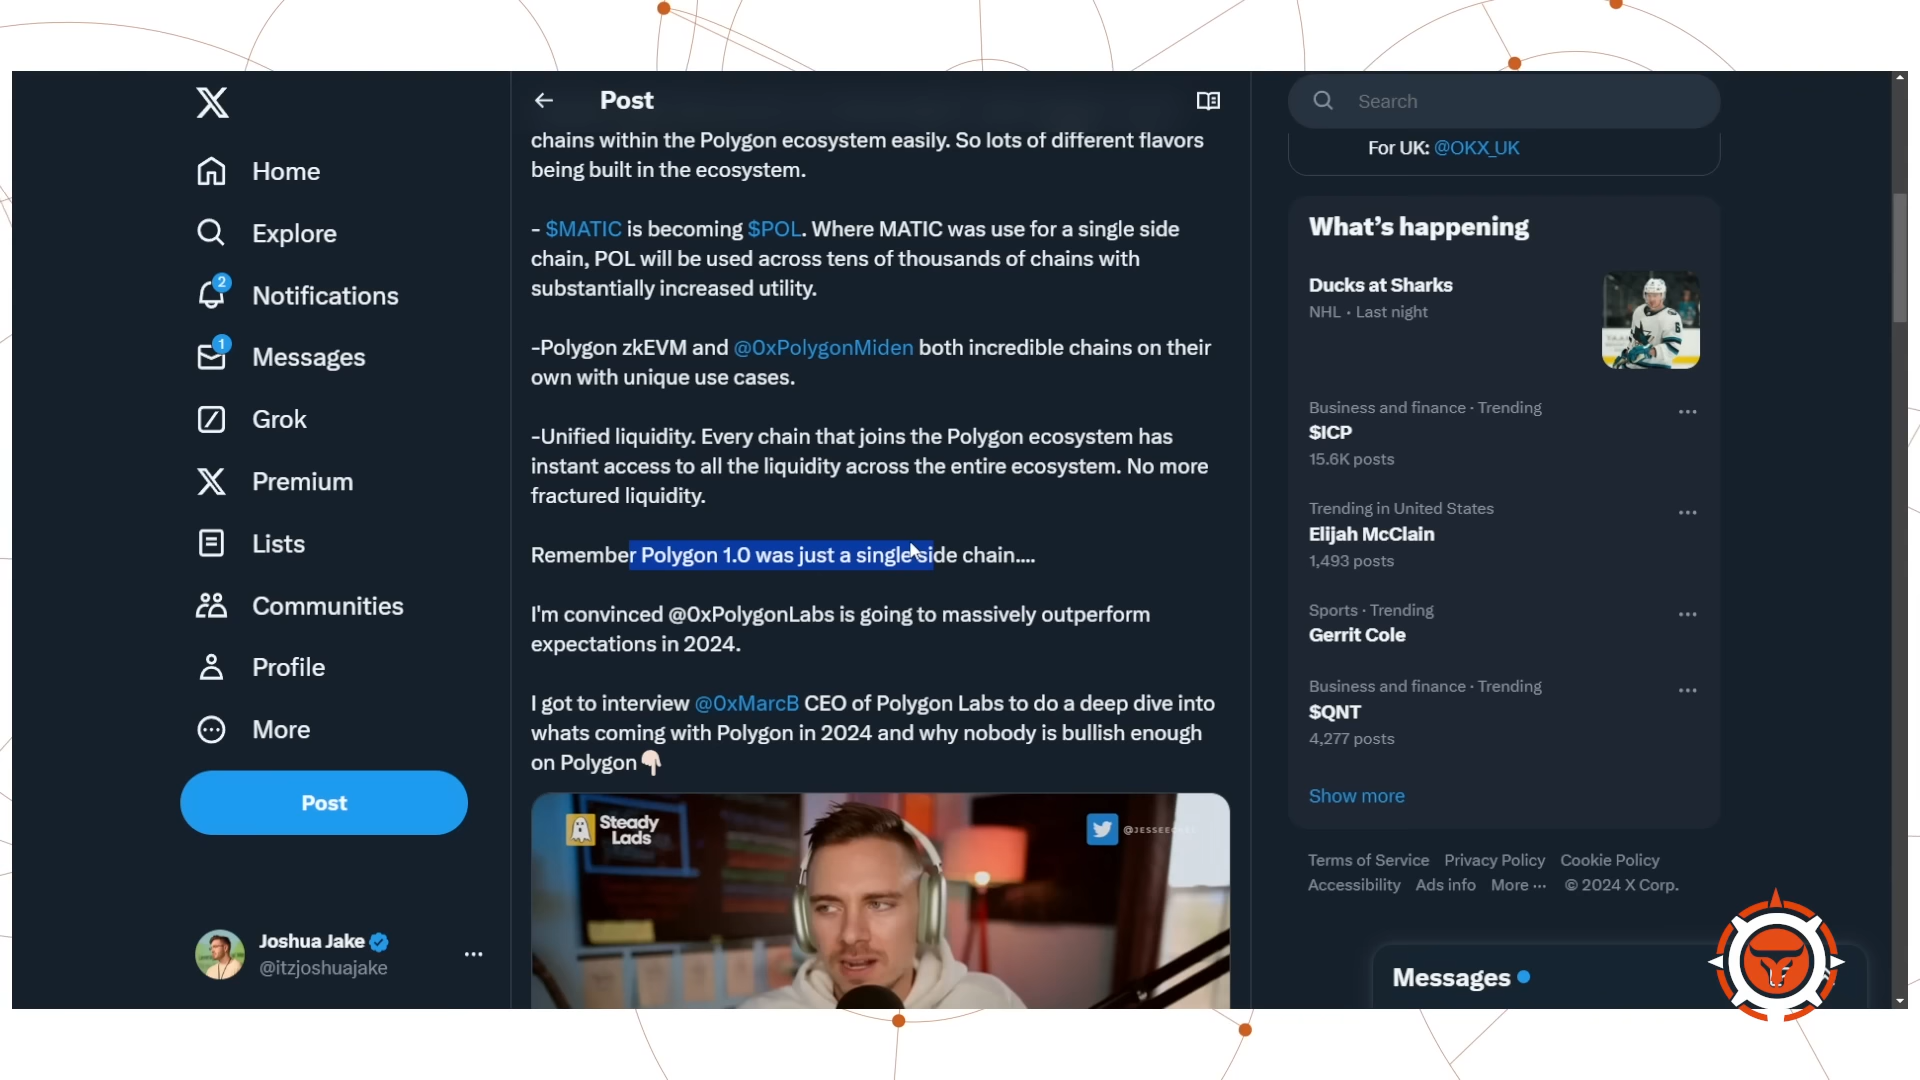 Home
Explore
2
Notifications
1
Messages
Grok
Premium
Lists
Communities
Profile
More
Post
Joshua Jake
@itzjoshuajake
Post
chains within the Polygon ecosystem easily. So lots of different flavors
being built in the ecosystem.
- $MATIC is becoming $POL. Where MATIC was use for a single side
chain, POL will be used across tens of thousands of chains with
substantially increased utility.
-Polygon zkEVM and @0xPolygonMiden both incredible chains on their
own with unique use cases.
-Unified liquidity. Every chain that joins the Polygon ecosystem has
instant access to all the liquidity across the entire ecosystem. No more
fractured liquidity.
Remember Polygon 1.0 was just a single side chain....
I'm convinced @0xPolygonLabs is going to massively outperform
expectations in 2024.
I got to interview @0xMarcB CEO of Polygon Labs to do a deep dive into
whats coming with Polygon in 2024 and why nobody is bullish enough
on Polygon
Steady
Lads
Search
For UK: @OKX_UK
What's happening
Ducks at Sharks
NHL · Last night
Business and finance · Trending
$ICP
15.6K posts
Trending in United States
Elijah McClain
1,493 posts
Sports · Trending
Gerrit Cole
Business and finance · Trending
$QNT
4,277 posts
Show more
Terms of Service Privacy Policy Cookie Policy
Accessibility Ads info More ··· © 2024 X Corp.
Messages